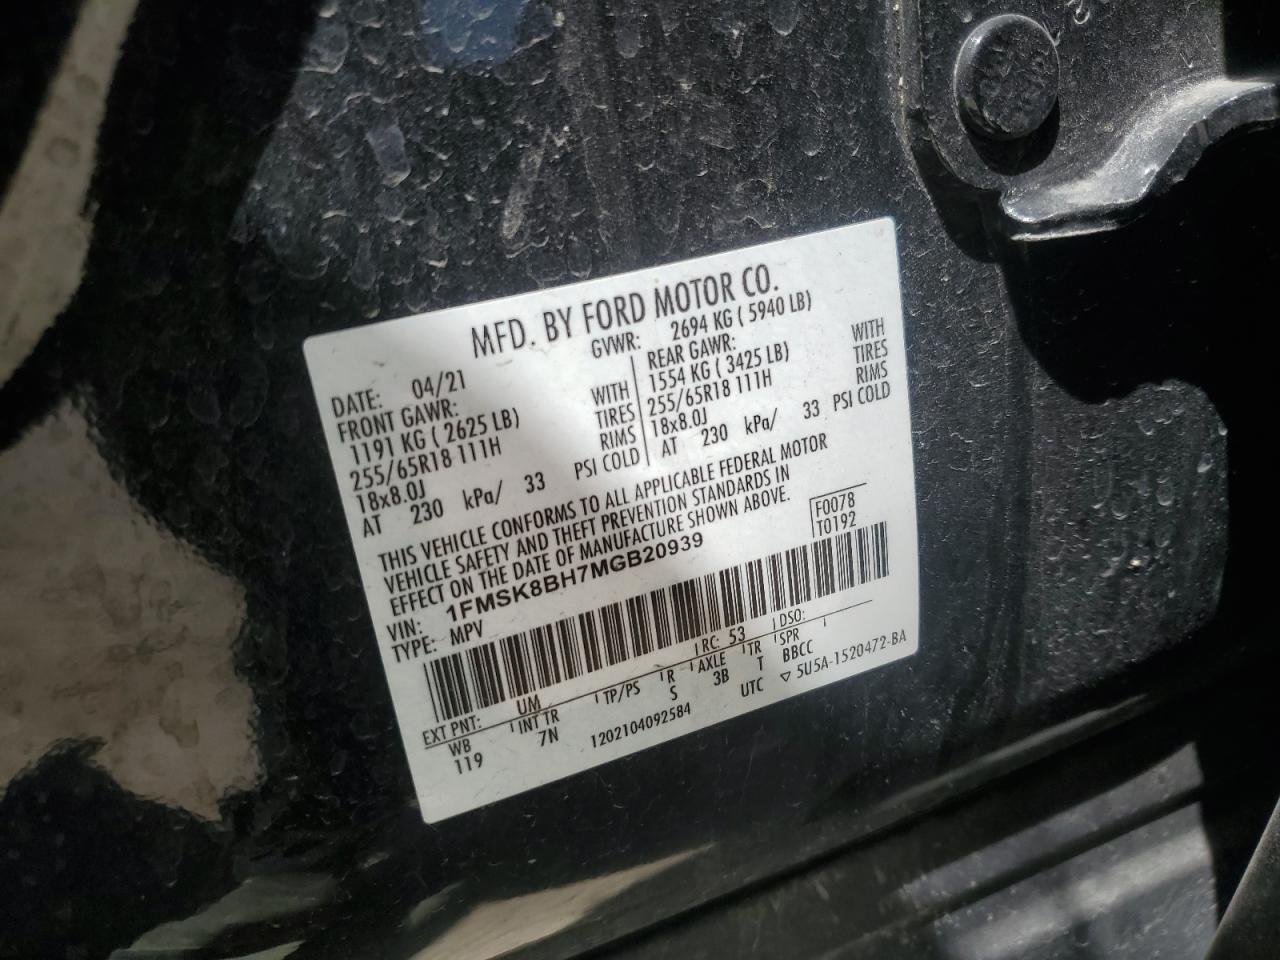 MFD. BY FORD MOTOR CO.
DATE: 04/21 GVWR: 2694 KG ( 5940 LB)
FRONT GAWR: REAR GAWR:
1191 KG ( 2625 LB) WITH 1554 KG ( 3425 LB) WITH
255/65R18 111H TIRES 255/65R18 111H TIRES
18x8.0J RIMS 18x8.0J RIMS
AT 230 kPa/ 33 PSI COLD AT 230 kPa/ 33 PSI COLD
THIS VEHICLE CONFORMS TO ALL APPLICABLE FEDERAL MOTOR
VEHICLE SAFETY AND THEFT PREVENTION STANDARDS IN
EFFECT ON THE DATE OF MANUFACTURE SHOWN ABOVE.
VIN: 1FMSK8BH7MGB20939 F0078
TYPE: MPV T0192
EXT PNT: UM RC: 53 DSO:
WB INT TR TP/PS R AXLE TR SPR
119 7N S 3B T BBCC
1202104092584 UTC ▽ 5U5A-1520472-BA